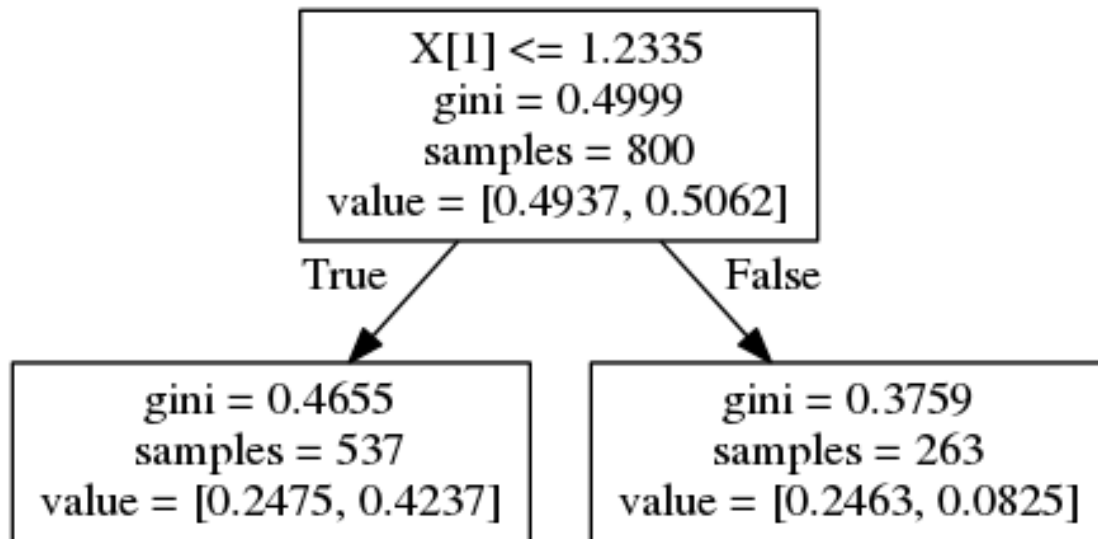 X[1] <= 1.2335
gini = 0.4999
samples = 800
value = [0.4937, 0.5062]
True
False
gini = 0.4655
samples = 537
value = [0.2475, 0.4237]
gini = 0.3759
samples = 263
value = [0.2463, 0.0825]